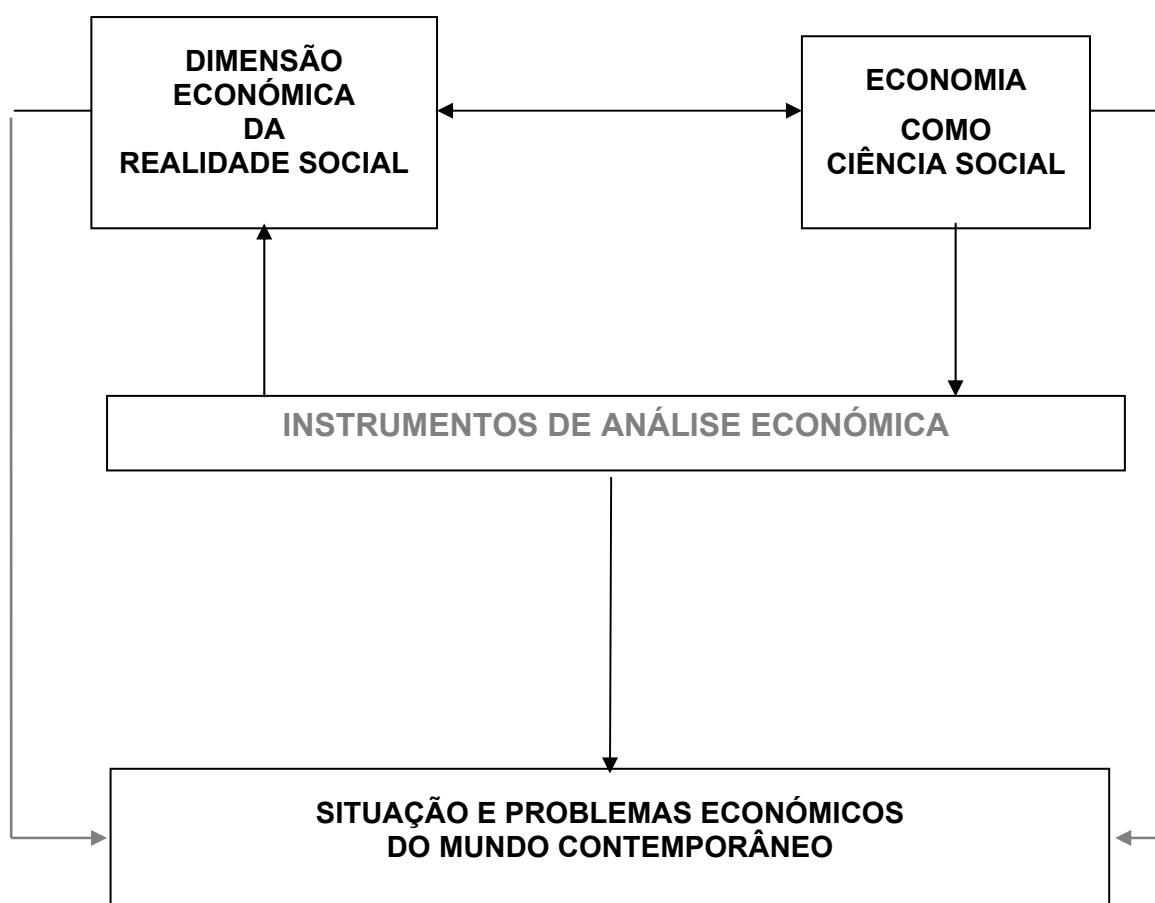 DIMENSÃO
ECONÓMICA
DA
REALIDADE SOCIAL
ECONOMIA
COMO
CIÊNCIA SOCIAL
INSTRUMENTOS DE ANÁLISE ECONÓMICA
SITUAÇÃO E PROBLEMAS ECONÓMICOS
DO MUNDO CONTEMPORÂNEO